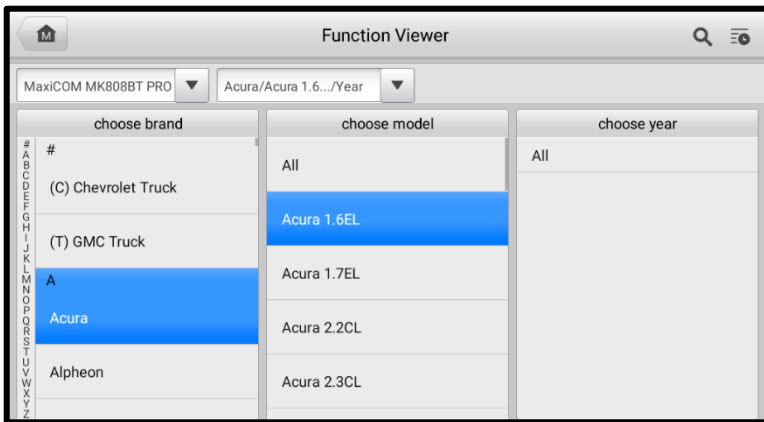 M
Function Viewer
MaxiCOM MK808BT PRO
Acura/Acura 1.6.../Year
choose brand
#
A
B
C
D
E
F
G
H
I
J
K
L
M
N
O
P
Q
R
S
T
U
V
W
X
Y
Z
#
(C) Chevrolet Truck
(T) GMC Truck
A
Acura
Alpheon
choose model
All
Acura 1.6EL
Acura 1.7EL
Acura 2.2CL
Acura 2.3CL
choose year
All